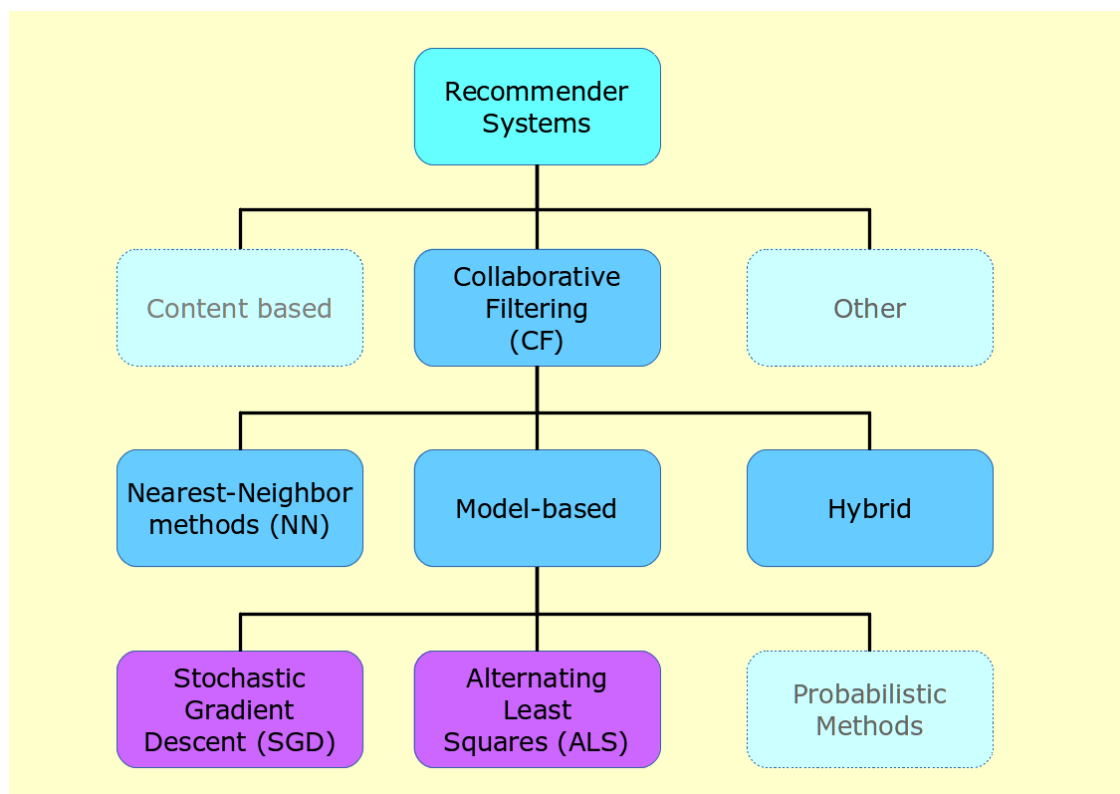 Recommender
Systems
Content based
Collaborative
Filtering
(CF)
Other
Nearest-Neighbor
methods (NN)
Model-based
Hybrid
Stochastic
Gradient
Descent (SGD)
Alternating
Least
Squares (ALS)
Probabilistic
Methods